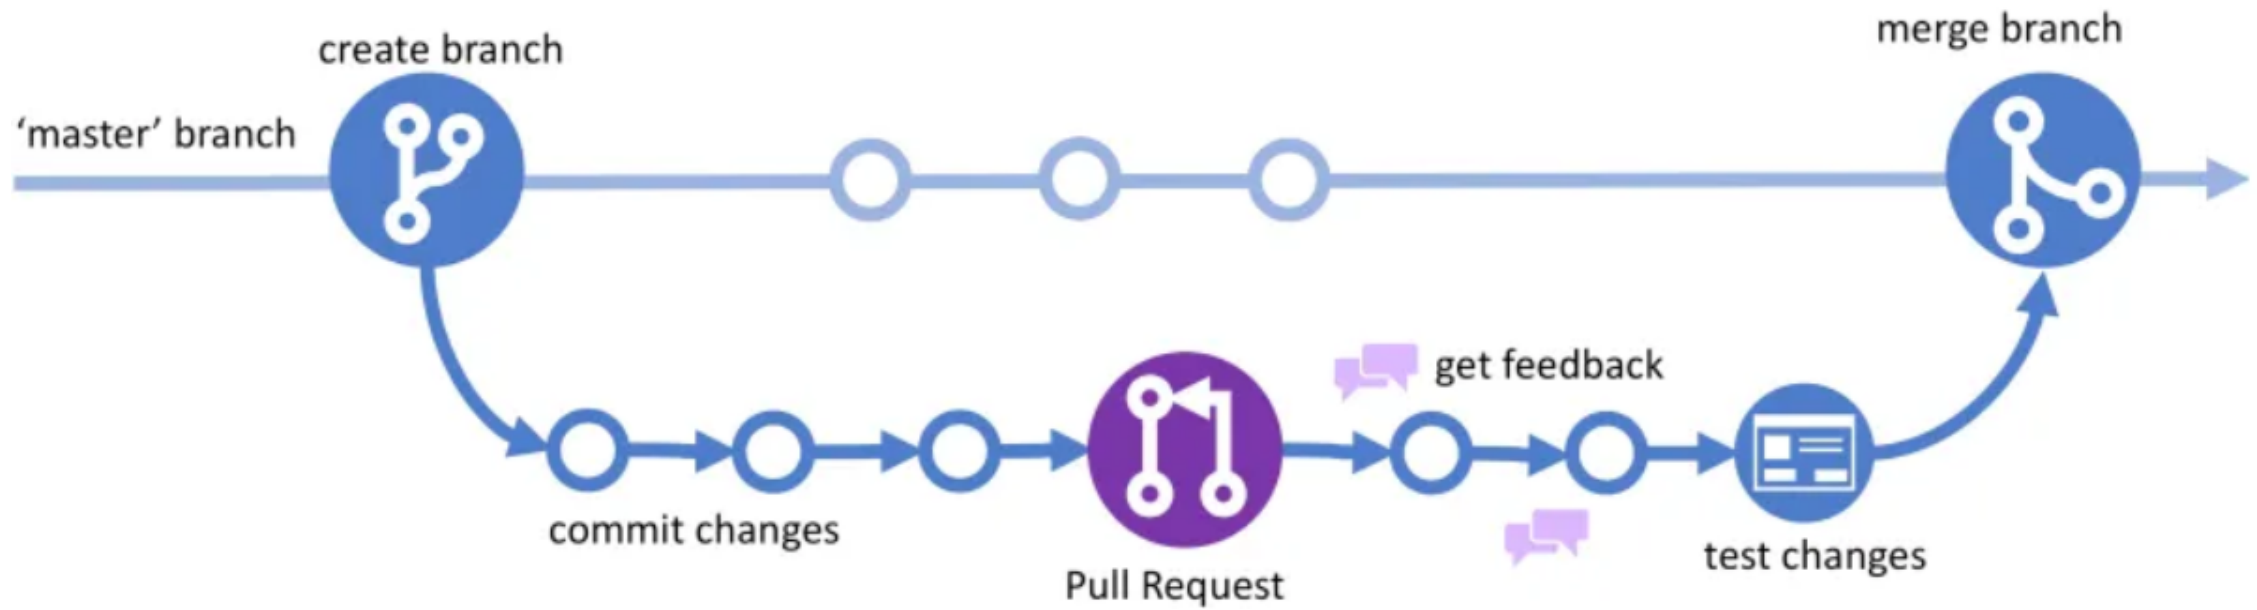 create branch
merge branch
‘master’ branch
get feedback
commit changes
Pull Request
test changes